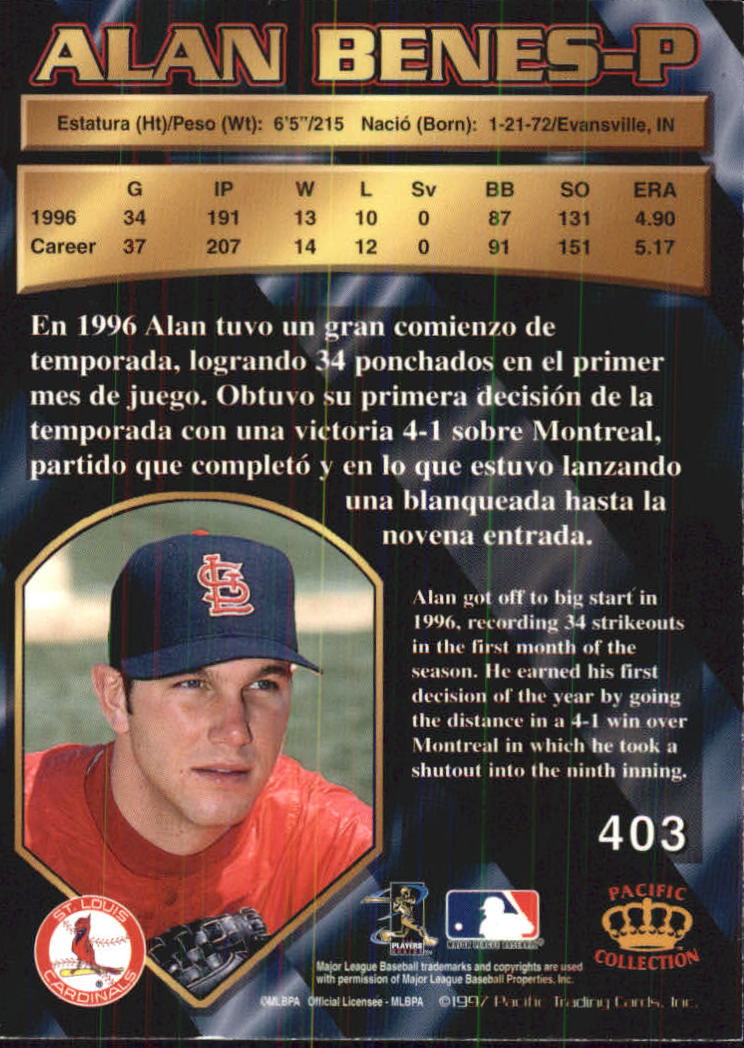 ALAN BENES-P
Estatura (Ht)/Peso (Wt): 6'5"/215 Nació (Born): 1-21-72/Evansville, IN
G IP W L Sv BB SO ERA
1996 34 191 13 10 0 87 131 4.90
Career 37 207 14 12 0 91 151 5.17
En 1996 Alan tuvo un gran comienzo de
temporada, logrando 34 ponchados en el primer
mes de juego. Obtuvo su primera decisión de la
temporada con una victoria 4-1 sobre Montreal,
partido que completó y en lo que estuvo lanzando
una blanqueada hasta la
novena entrada.
Alan got off to big start in
1996, recording 34 strikeouts
in the first month of the
season. He earned his first
decision of the year by going
the distance in a 4-1 win over
Montreal in which he took a
shutout into the ninth inning.
403
StL
ST. LOUIS
CARDINALS
®
PLAYERS
CHOICE
MAJOR LEAGUE BASEBALL®
PACIFIC
COLLECTION
Major League Baseball trademarks and copyrights are used
with permission of Major League Baseball Properties, Inc.
©MLBPA Official Licensee - MLBPA ©1997 Pacific Trading Cards, Inc.